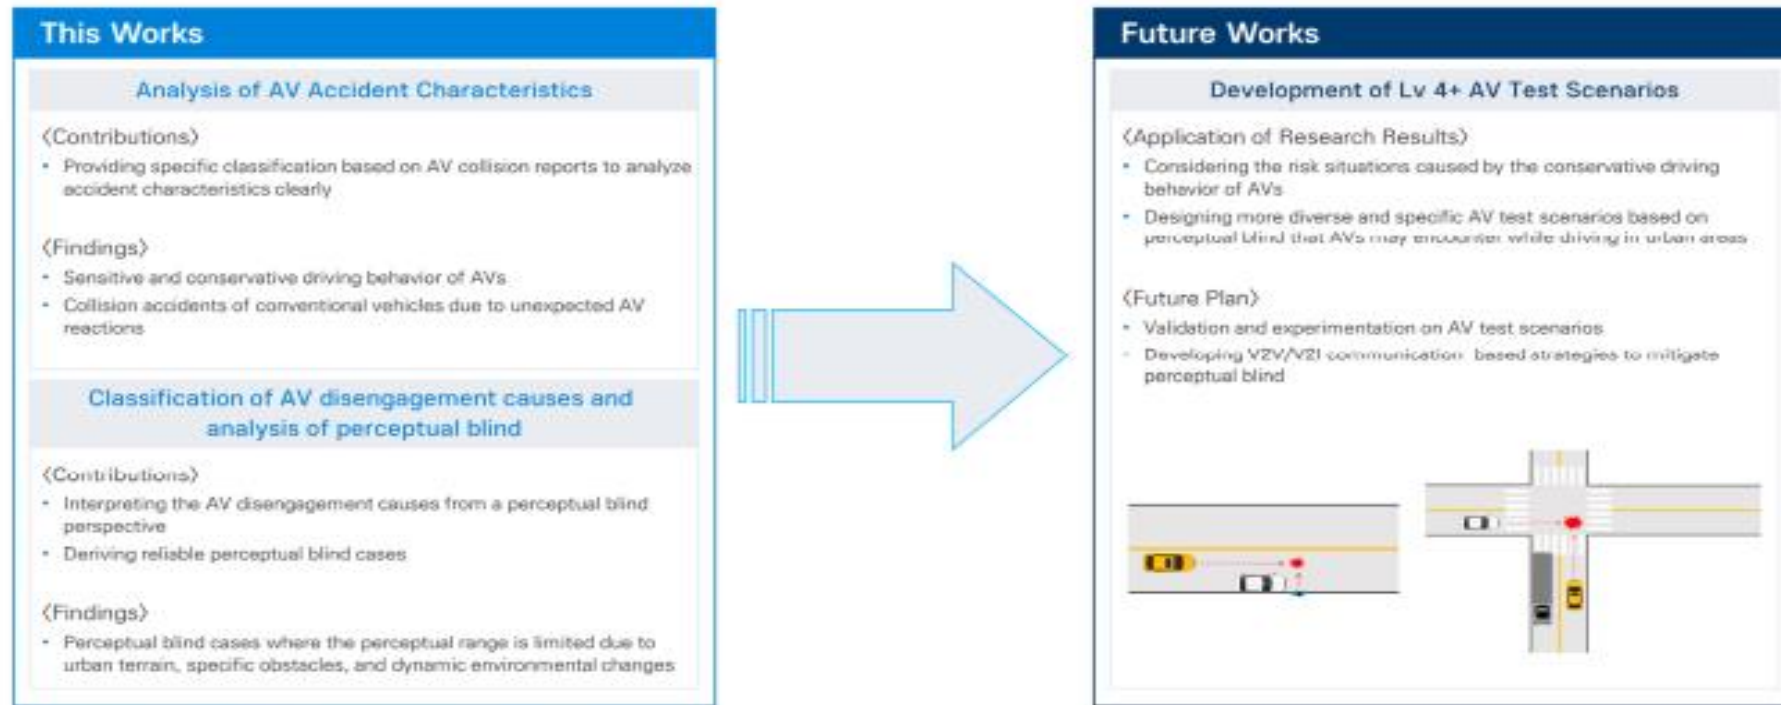 This Works
Analysis of AV Accident Characteristics
〈Contributions〉
• Providing specific classification based on AV collision reports to analyze
accident characteristics clearly
〈Findings〉
• Sensitive and conservative driving behavior of AVs
• Collision accidents of conventional vehicles due to unexpected AV
reactions
Classification of AV disengagement causes and
analysis of perceptual blind
〈Contributions〉
• Interpreting the AV disengagement causes from a perceptual blind
perspective
• Deriving reliable perceptual blind cases
〈Findings〉
• Perceptual blind cases where the perceptual range is limited due to
urban terrain, specific obstacles, and dynamic environmental changes
Future Works
Development of Lv 4+ AV Test Scenarios
〈Application of Research Results〉
• Considering the risk situations caused by the conservative driving
behavior of AVs
• Designing more diverse and specific AV test scenarios based on
perceptual blind that AVs may encounter while driving in urban areas
〈Future Plan〉
• Validation and experimentation on AV test scenarios
• Developing V2V/V2I communication based strategies to mitigate
perceptual blind